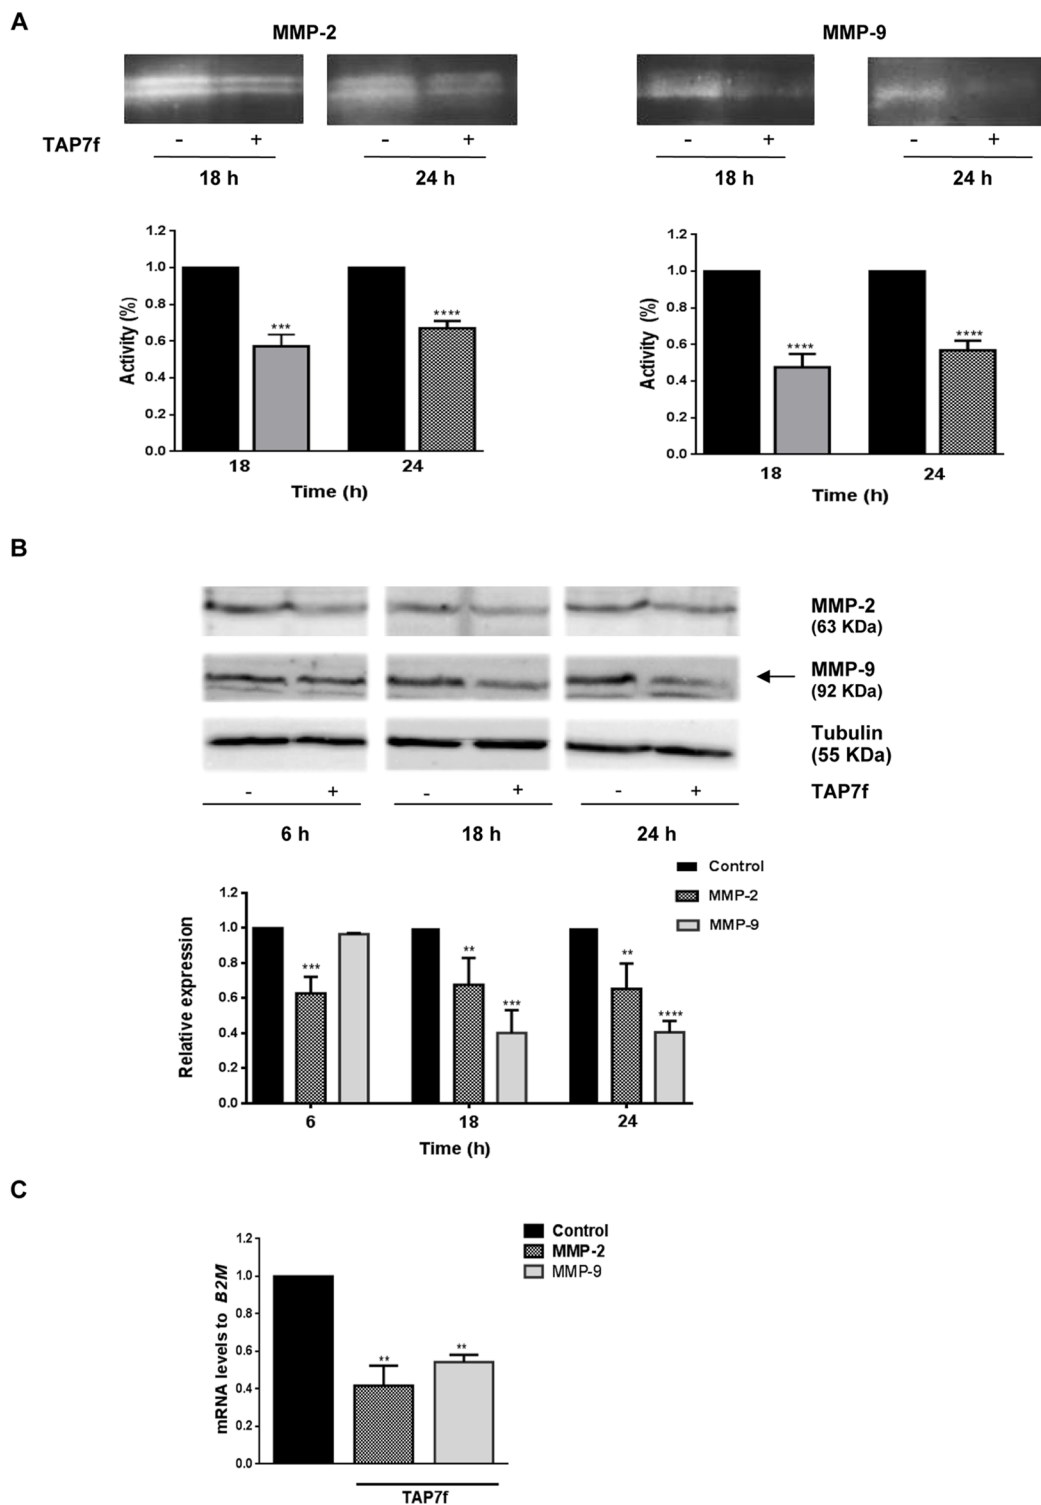 A
MMP-2
MMP-9
TAP7f
- + - + - + - +
18 h 24 h 18 h 24 h
1.2
1.0
0.8
0.6
0.4
0.2
0.0
Activity (%)
***
****
18 24
Time (h)
1.2
1.0
0.8
0.6
0.4
0.2
0.0
Activity (%)
****
****
18 24
Time (h)
B
MMP-2
(63 KDa)
MMP-9
(92 KDa)
Tubulin
(55 KDa)
- + - + - + TAP7f
6 h 18 h 24 h
Control
MMP-2
MMP-9
1.2
1.0
0.8
0.6
0.4
0.2
0.0
Relative expression
***
**
***
**
****
6 18 24
Time (h)
C
Control
MMP-2
MMP-9
1.2
1.0
0.8
0.6
0.4
0.2
0.0
mRNA levels to B2M
**
**
TAP7f